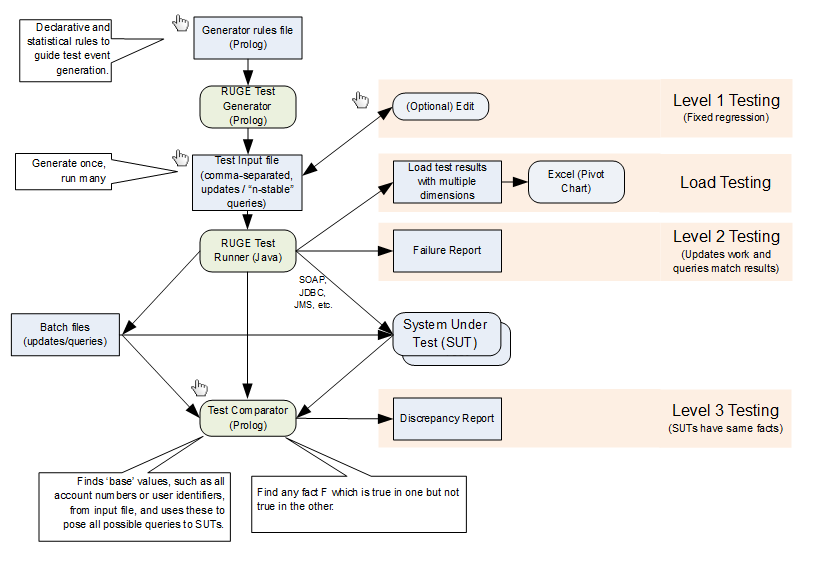 Declarative and
statistical rules to
guide test event
generation.
Generator rules file
(Prolog)
RUGE Test
Generator
(Prolog)
(Optional) Edit
Level 1 Testing
(Fixed regression)
Generate once,
run many
Test Input file
(comma-separated,
updates / “n-stable”
queries)
Load test results
with multiple
dimensions
Excel (Pivot
Chart)
Load Testing
RUGE Test
Runner (Java)
Failure Report
Level 2 Testing
(Updates work and
queries match results)
SOAP,
JDBC,
JMS, etc.
Batch files
(updates/queries)
System Under
Test (SUT)
Test Comparator
(Prolog)
Discrepancy Report
Level 3 Testing
(SUTs have same facts)
Finds ‘base’ values, such as all
account numbers or user identifiers,
from input file, and uses these to
pose all possible queries to SUTs.
Find any fact F which is true in one but not
true in the other.